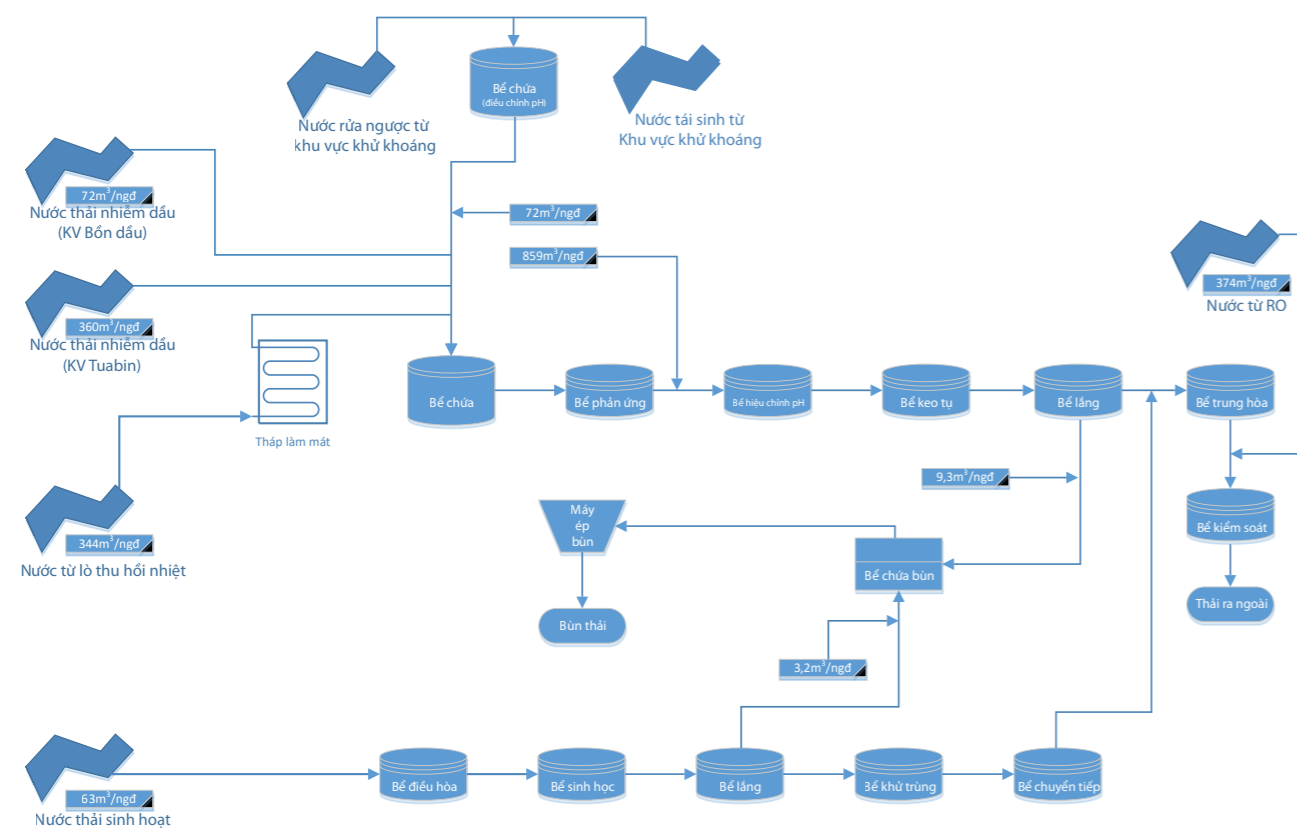 Bể chứa
(điều chỉnh pH)
Nước rửa ngược từ
khu vực khử khoáng
Nước tái sinh từ
Khu vực khử khoáng
72m³/ngđ
Nước thải nhiễm dầu
(KV Bồn dầu)
72m³/ngđ
859m³/ngđ
374m³/ngđ
Nước từ RO
360m³/ngđ
Nước thải nhiễm dầu
(KV Tuabin)
Tháp làm mát
Bể chứa
Bể phản ứng
Bể hiệu chỉnh pH
Bể keo tụ
Bể lắng
Bể trung hòa
9,3m³/ngđ
Máy
ép
bùn
Bể kiểm soát
344m³/ngđ
Nước từ lò thu hồi nhiệt
Bể chứa bùn
Thải ra ngoài
Bùn thải
3,2m³/ngđ
63m³/ngđ
Nước thải sinh hoạt
Bể điều hòa
Bể sinh học
Bể lắng
Bể khử trùng
Bể chuyển tiếp